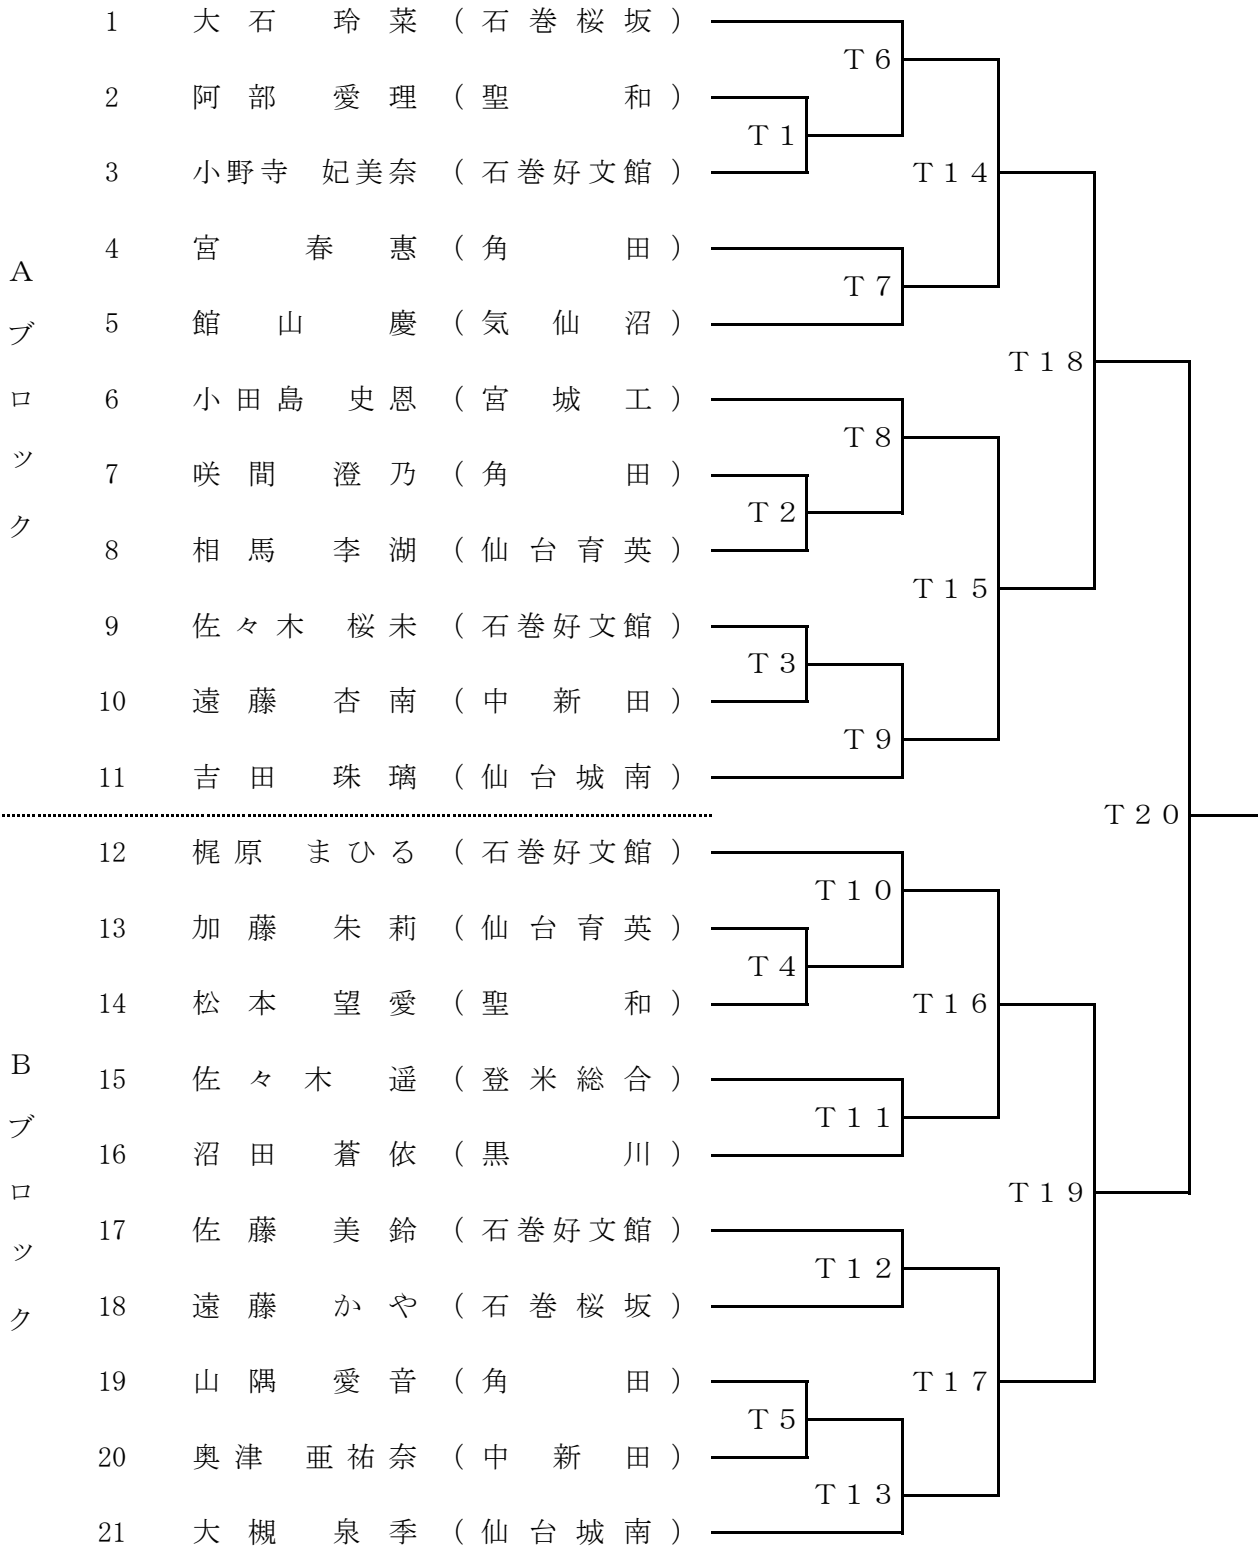 1 大石 玲菜 (石巻桜坂)
T6
2 阿部 愛理 (聖和)
T1
3 小野寺 妃美奈 (石巻好文館)
T14
4 宮 春惠 (角田)
Aブロック
T7
5 館山 慶 (気仙沼)
T18
6 小田島 史恩 (宮城工)
T8
7 咲間 澄乃 (角田)
T2
8 相馬 李湖 (仙台育英)
T15
9 佐々木 桜未 (石巻好文館)
T3
10 遠藤 杏南 (中新田)
T9
11 吉田 珠璃 (仙台城南)
T20
12 梶原 まひる (石巻好文館)
T10
13 加藤 朱莉 (仙台育英)
T4
14 松本 望愛 (聖和)
T16
Bブロック
15 佐々木 遥 (登米総合)
T11
16 沼田 蒼依 (黒川)
T19
17 佐藤 美鈴 (石巻好文館)
T12
18 遠藤 かや (石巻桜坂)
19 山隅 愛音 (角田)
T17
T5
20 奥津 亜祐奈 (中新田)
T13
21 大槻 泉季 (仙台城南)